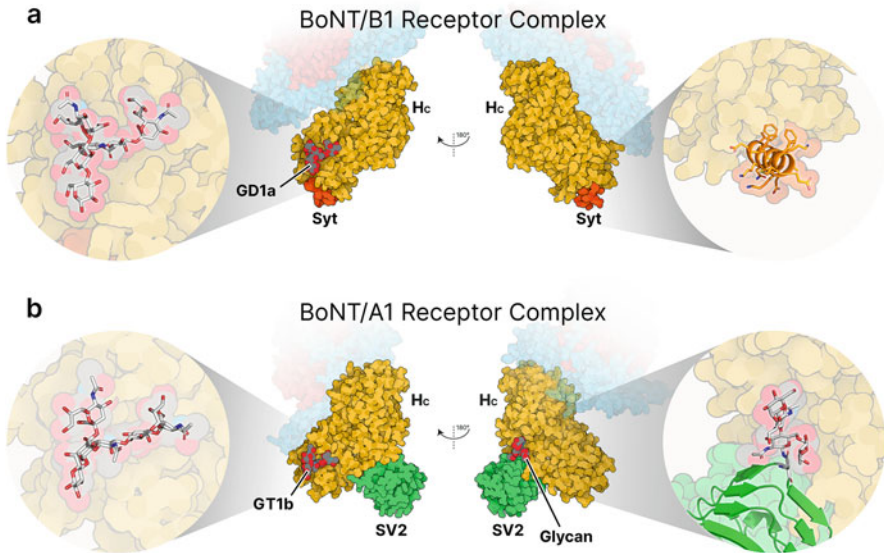 a
BoNT/B1 Receptor Complex
Hc
180°
Hc
GD1a
Syt
Syt
b
BoNT/A1 Receptor Complex
Hc
180°
Hc
GT1b
SV2
SV2
Glycan